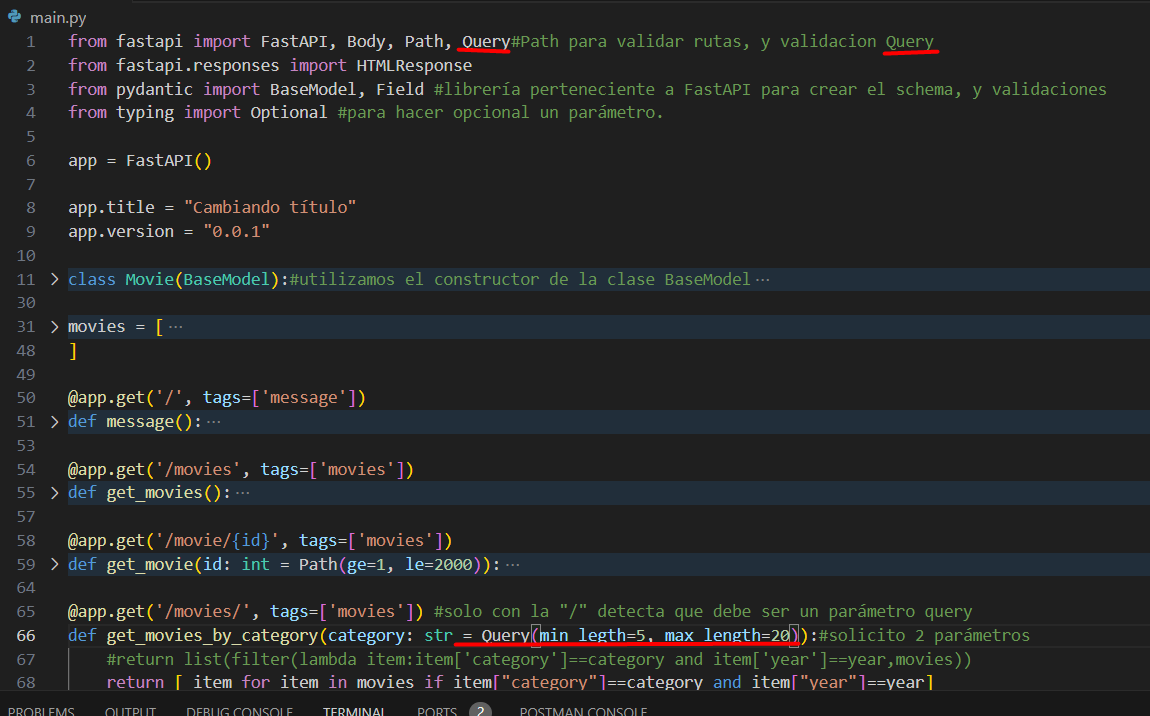 main.py
1 from fastapi import FastAPI, Body, Path, Query#Path para validar rutas, y validacion Query
2 from fastapi.responses import HTMLResponse
3 from pydantic import BaseModel, Field #librería perteneciente a FastAPI para crear el schema, y validaciones
4 from typing import Optional #para hacer opcional un parámetro.
5
6 app = FastAPI()
7
8 app.title = "Cambiando título"
9 app.version = "0.0.1"
10
11 class Movie(BaseModel):#utilizamos el constructor de la clase BaseModel ···
30
31 movies = [ ···
48 ]
49
50 @app.get('/', tags=['message'])
51 def message(): ···
53
54 @app.get('/movies', tags=['movies'])
55 def get_movies(): ···
57
58 @app.get('/movie/{id}', tags=['movies'])
59 def get_movie(id: int = Path(ge=1, le=2000)): ···
64
65 @app.get('/movies/', tags=['movies']) #solo con la "/" detecta que debe ser un parámetro query
66 def get_movies_by_category(category: str = Query(min_legth=5, max_length=20)):#solicito 2 parámetros
67 #return list(filter(lambda item:item['category']==category and item['year']==year,movies))
68 return [ item for item in movies if item["category"]==category and item["year"]==year]
PROBLEMS OUTPUT DEBUG CONSOLE TERMINAL PORTS 2 POSTMAN CONSOLE